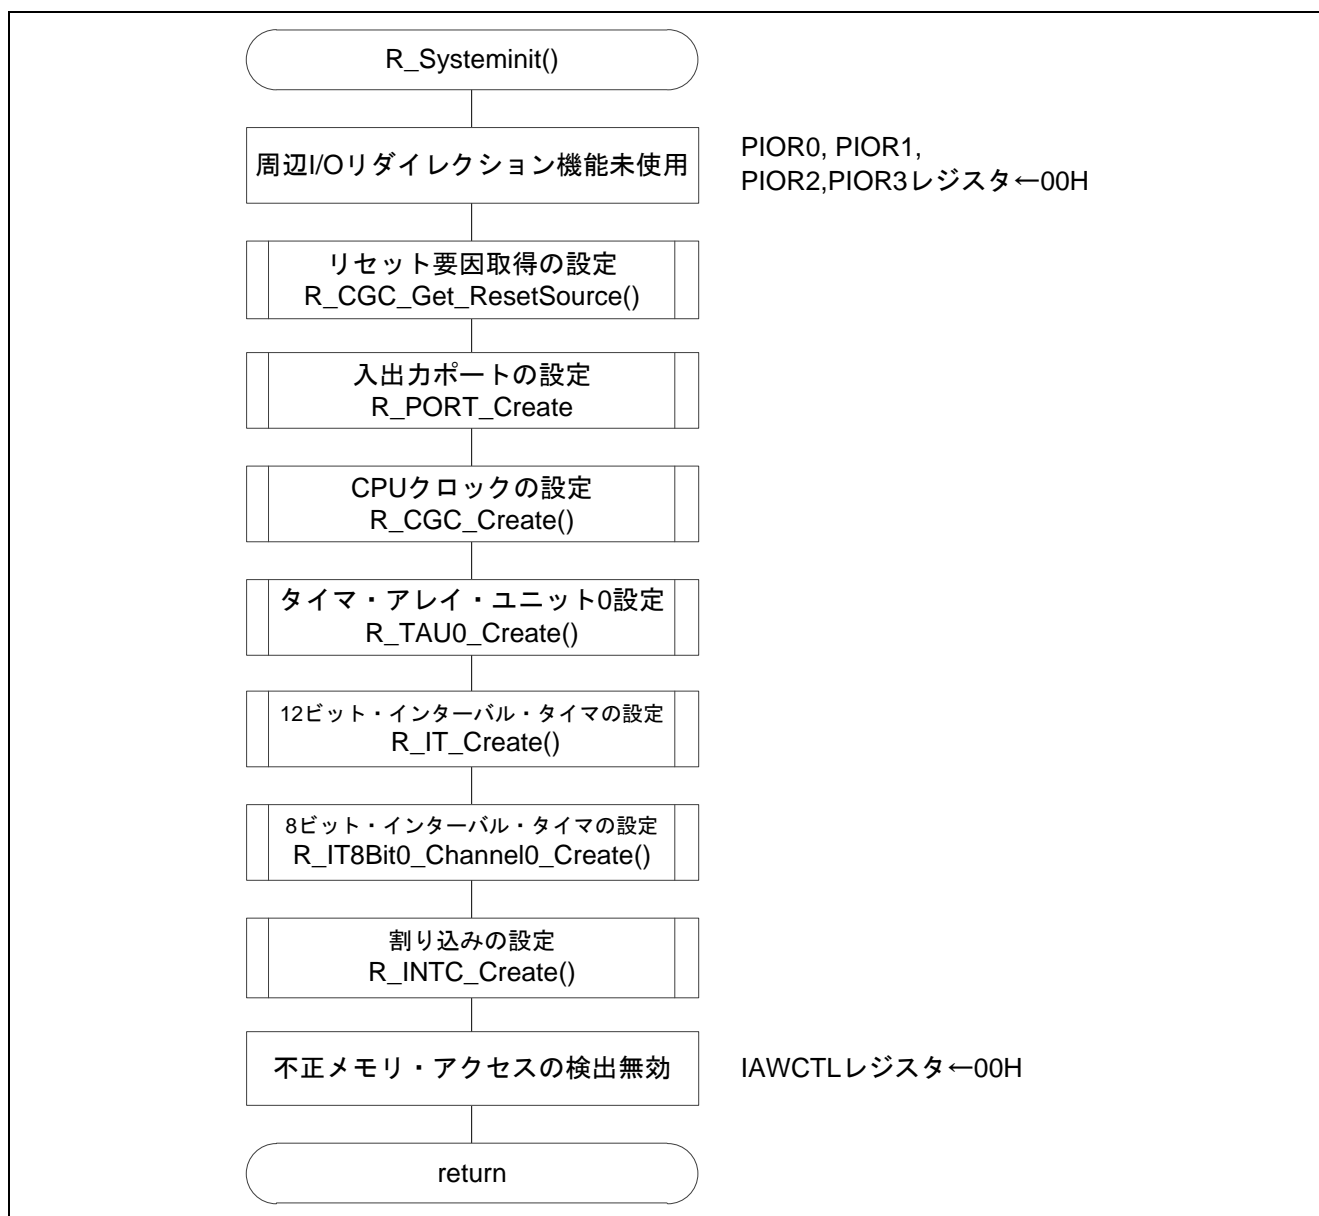 R_Systeminit()
周辺I/Oリダイレクション機能未使用
PIOR0, PIOR1,
PIOR2,PIOR3レジスタ←00H
リセット要因取得の設定
R_CGC_Get_ResetSource()
入出力ポートの設定
R_PORT_Create
CPUクロックの設定
R_CGC_Create()
タイマ・アレイ・ユニット0設定
R_TAU0_Create()
12ビット・インターバル・タイマの設定
R_IT_Create()
8ビット・インターバル・タイマの設定
R_IT8Bit0_Channel0_Create()
割り込みの設定
R_INTC_Create()
不正メモリ・アクセスの検出無効
IAWCTLレジスタ←00H
return